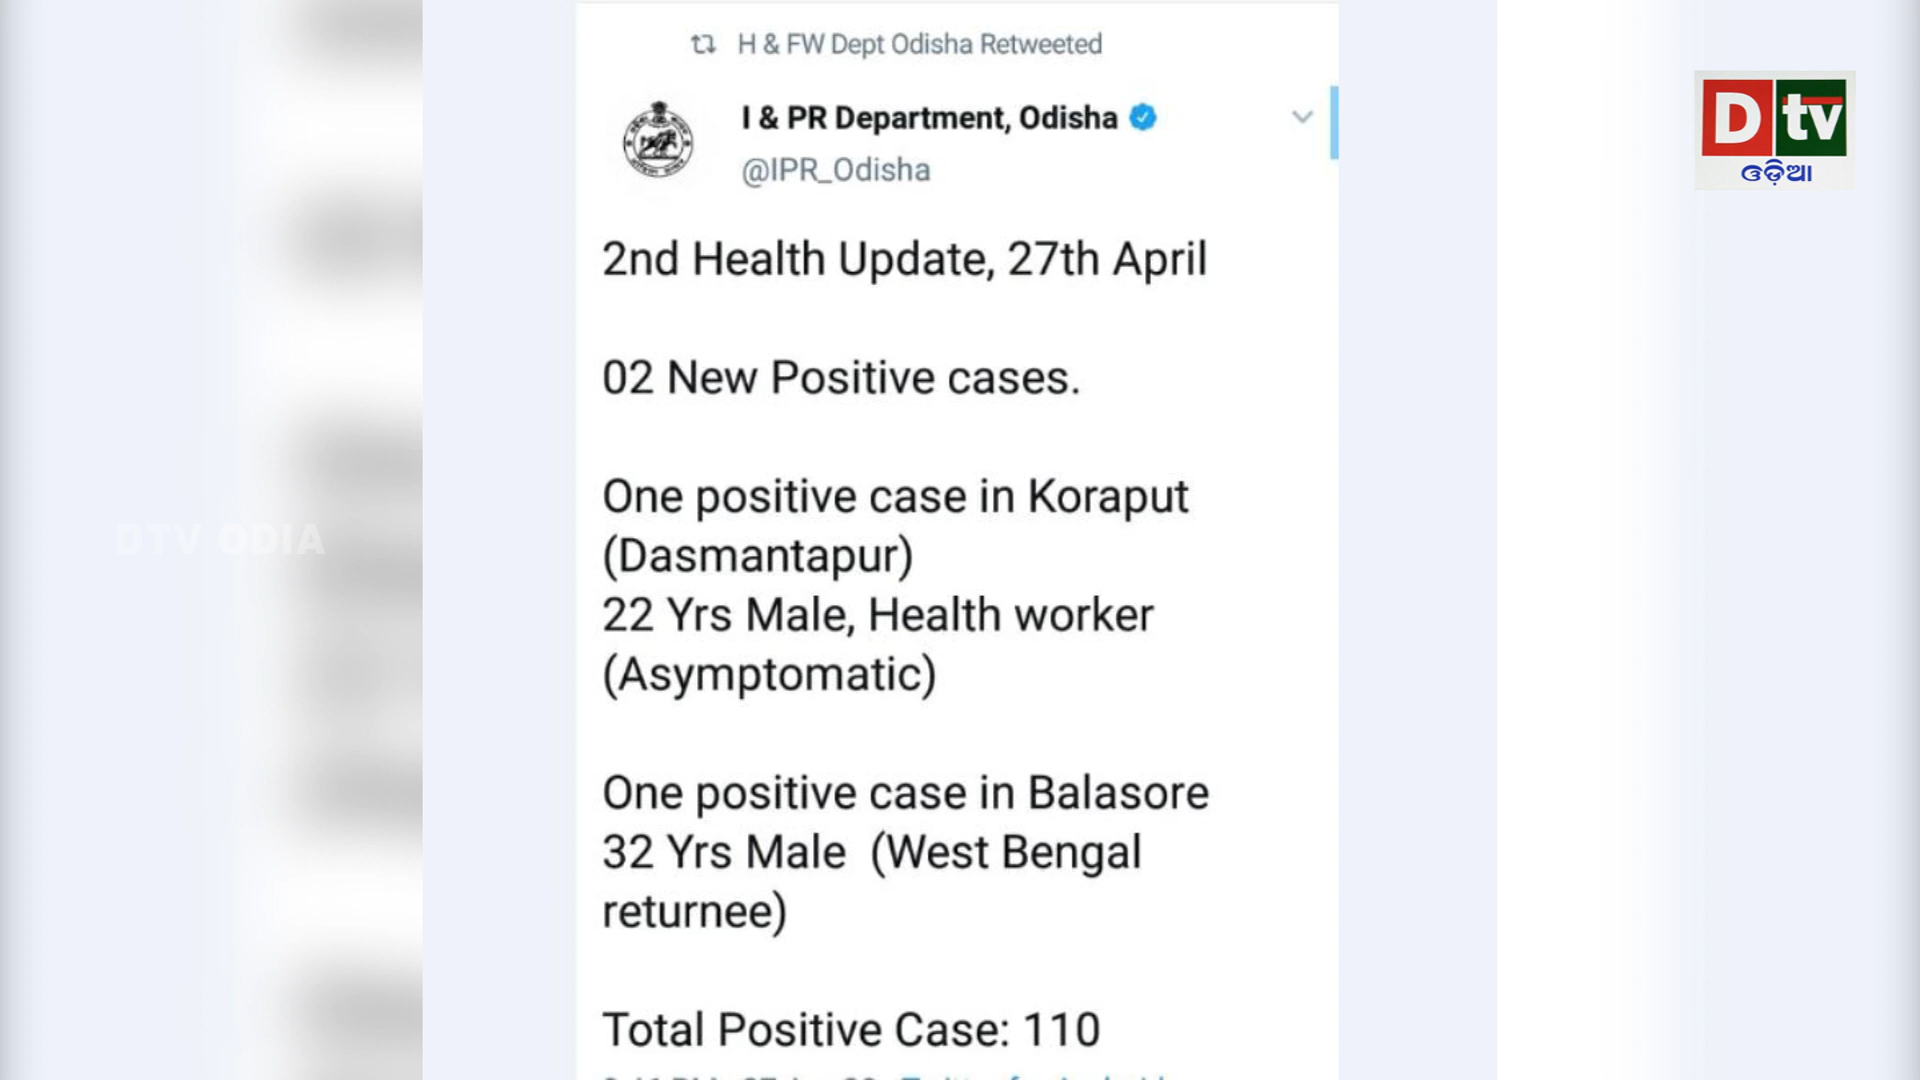 H & FW Dept Odisha Retweeted
I & PR Department, Odisha
@IPR_Odisha
D tv
ଓଡ଼ିଆ
2nd Health Update, 27th April
02 New Positive cases.
One positive case in Koraput
(Dasmantapur)
22 Yrs Male, Health worker
(Asymptomatic)
DTV ODIA
One positive case in Balasore
32 Yrs Male (West Bengal
returnee)
Total Positive Case: 110